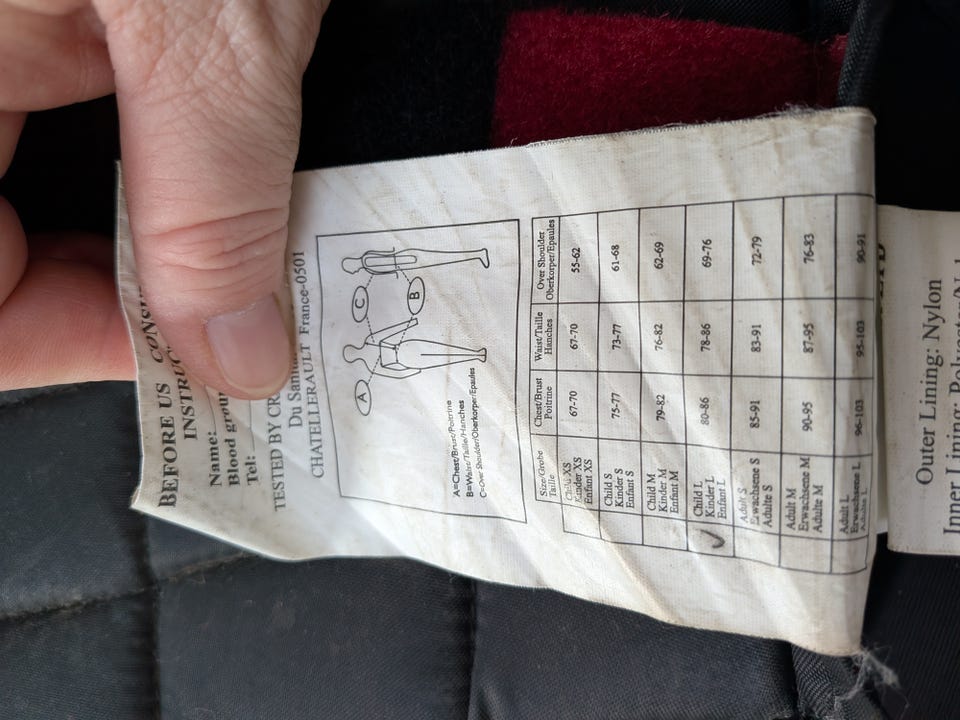 BEFORE US
Name:
Blood
Tel:
TESTED BY
Du
CHATELLERAULT France-0501
A
C
B
A=Chest/Brust/Poitrine
B=Waist/Taille/Hanches
C=Over Shoulder/Oberkorper/Epaules
Size/Grobe Taille Chest/Brust Poitrine Waist/Taille Hanches Over Shoulder Oberkorper/Epaules
Child XS Kinder XS Enfant XS 67-70 67-70 55-62
Child S Kinder S Enfant S 75-77 73-77 61-68
Child M Kinder M Enfant M 79-82 76-82 62-69
Child L Kinder L Enfant L 80-86 78-86 69-76
Adult S Erwachsene S Adulte S 85-91 83-91 72-79
Adult M Erwachsene M Adulte M 90-95 87-95 76-83
Adult L Erwachsene L Adulte L 96-103 95-103 90-91
Outer Lining: Nylon
Inner Lining: